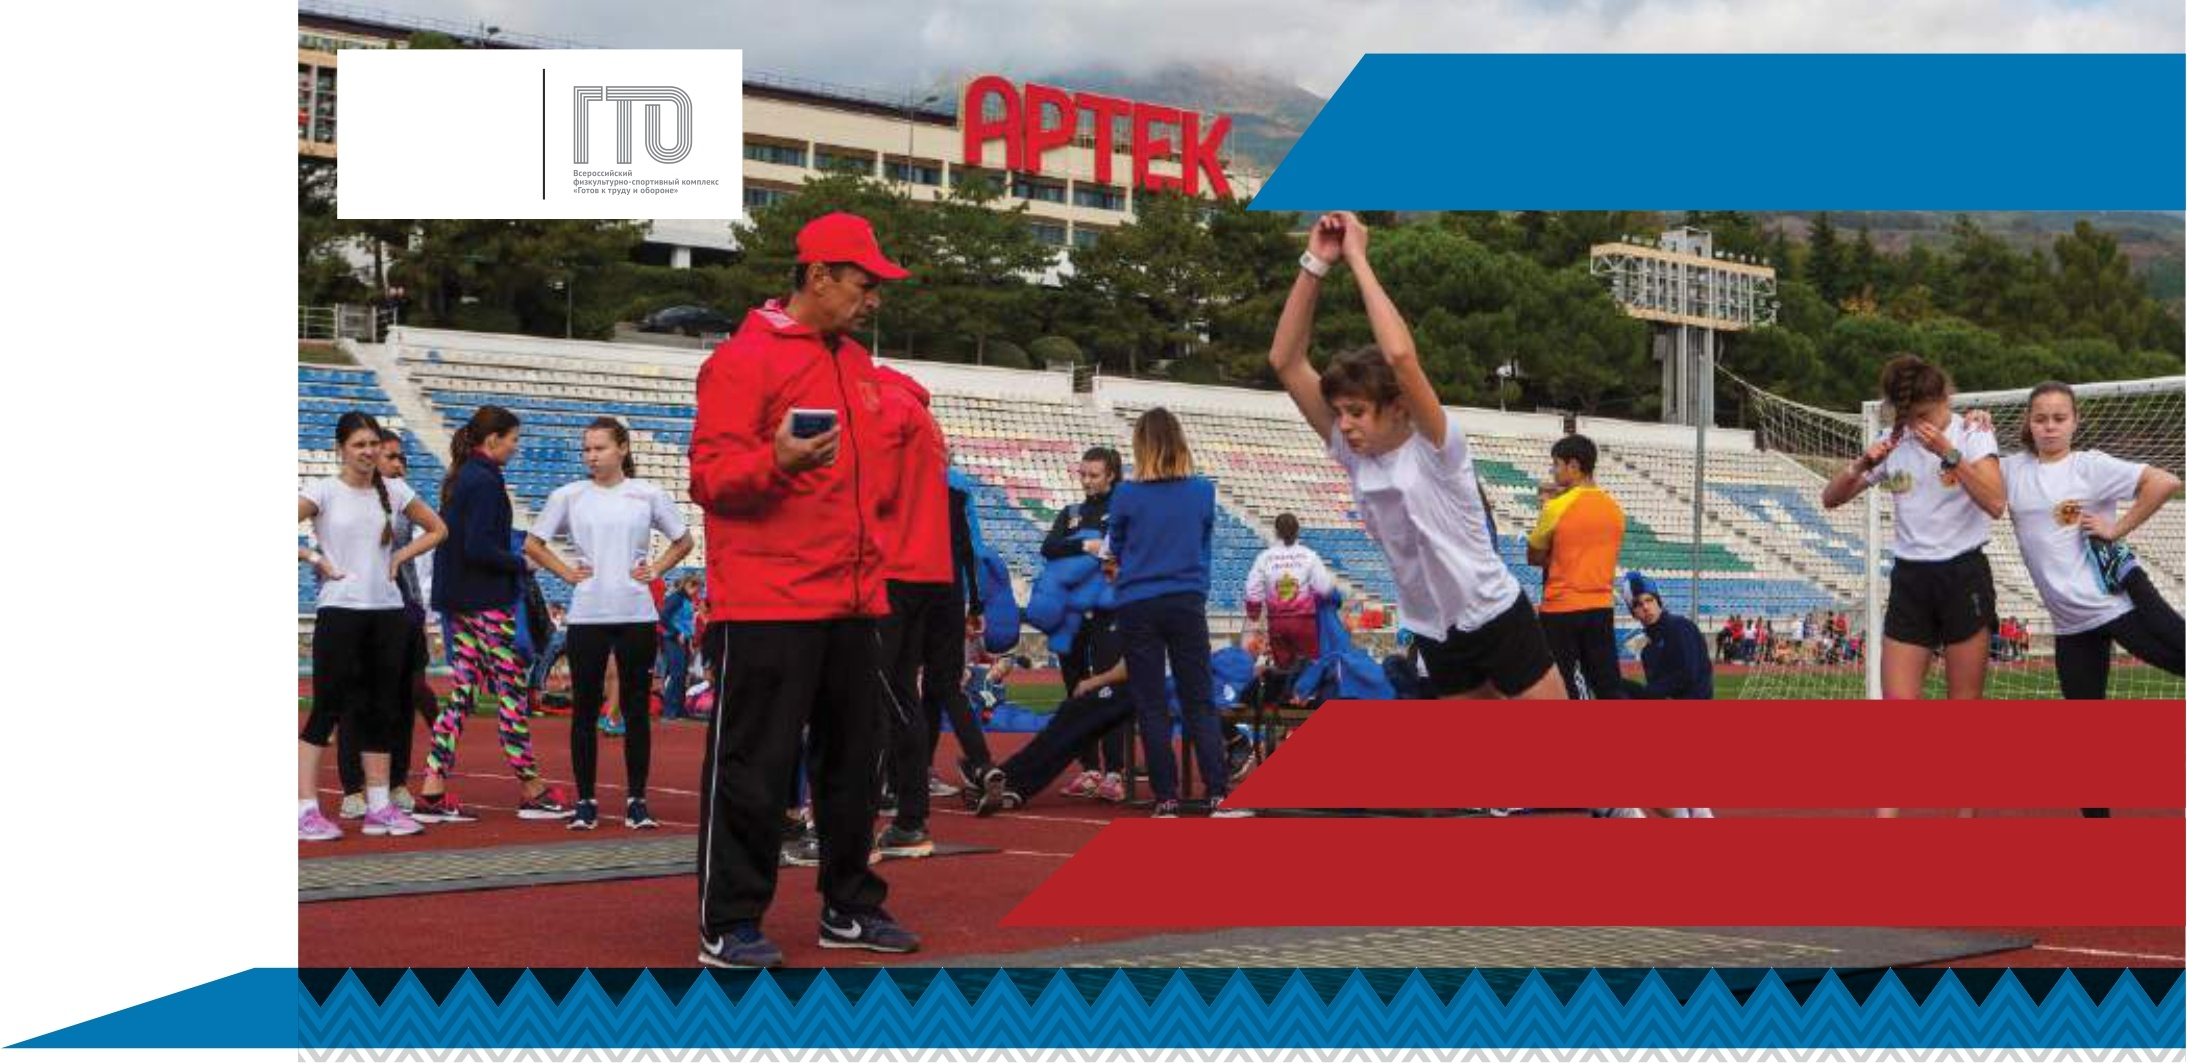 ГТО
Всероссийский
физкультурно-спортивный комплекс
«Готов к труду и обороне»
АРТЕК